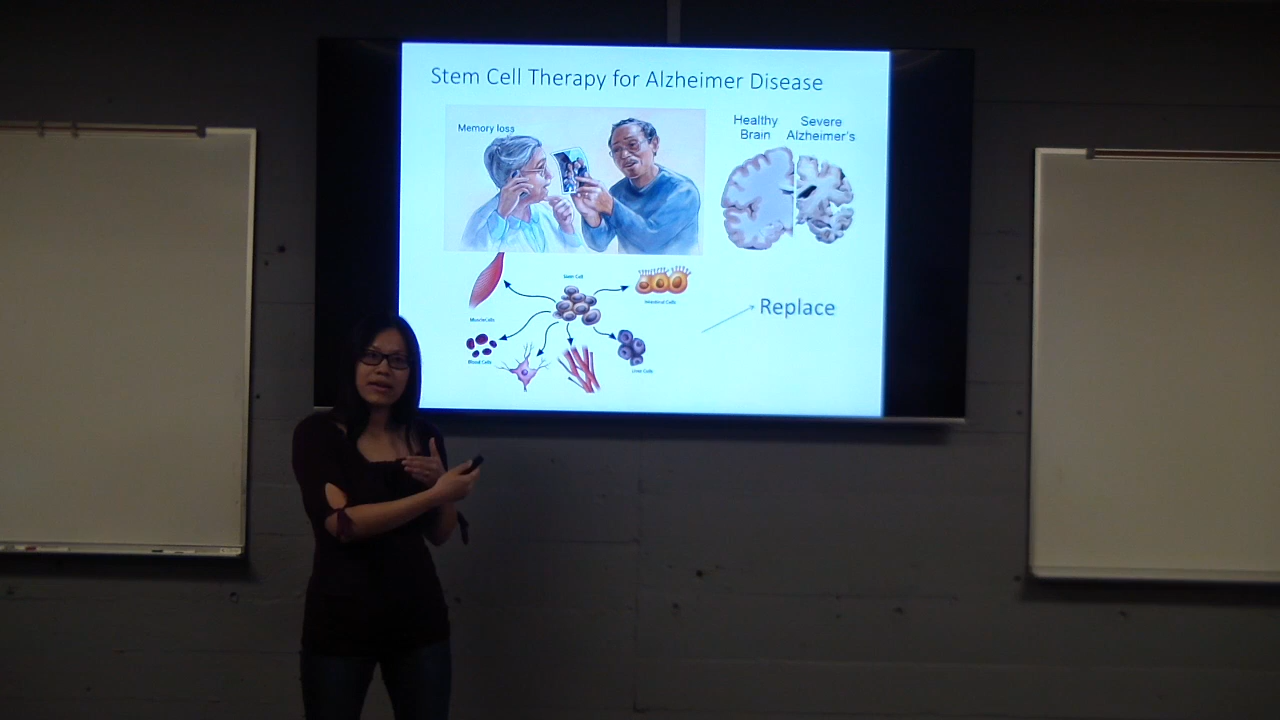 Stem Cell Therapy for Alzheimer Disease
Memory loss
Healthy
Brain
Severe
Alzheimer's
Stem Cell
Intestinal Cells
Muscle Cells
Replace
Blood Cells
Liver Cells